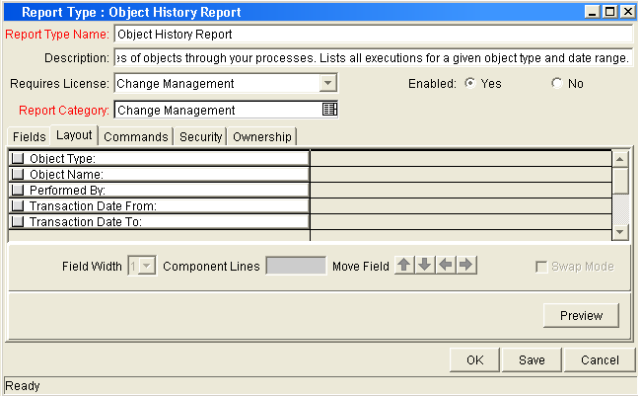 Report Type : Object History Report
Report Type Name: Object History Report
Description: es of objects through your processes. Lists all executions for a given object type and date range.
Requires License: Change Management Enabled: Yes No
Report Category: Change Management
Fields Layout Commands Security Ownership
Object Type:
Object Name:
Performed By:
Transaction Date From:
Transaction Date To:
Field Width 1 Component Lines Move Field Swap Mode
Preview
OK Save Cancel
Ready